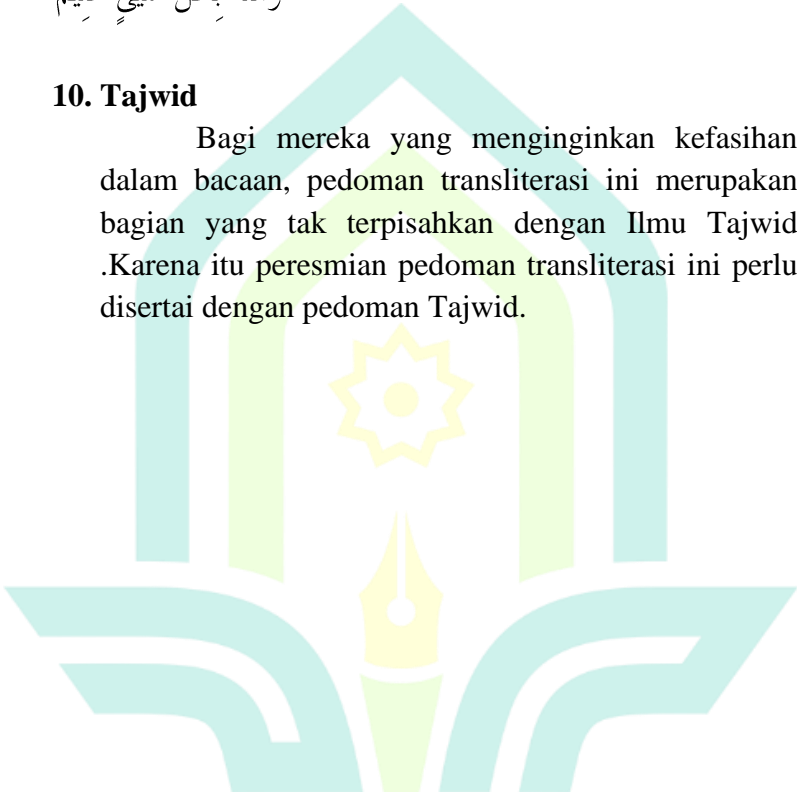 10. Tajwid
Bagi mereka yang menginginkan kefasihan
dalam bacaan, pedoman transliterasi ini merupakan
bagian yang tak terpisahkan dengan Ilmu Tajwid
.Karena itu peresmian pedoman transliterasi ini perlu
disertai dengan pedoman Tajwid.